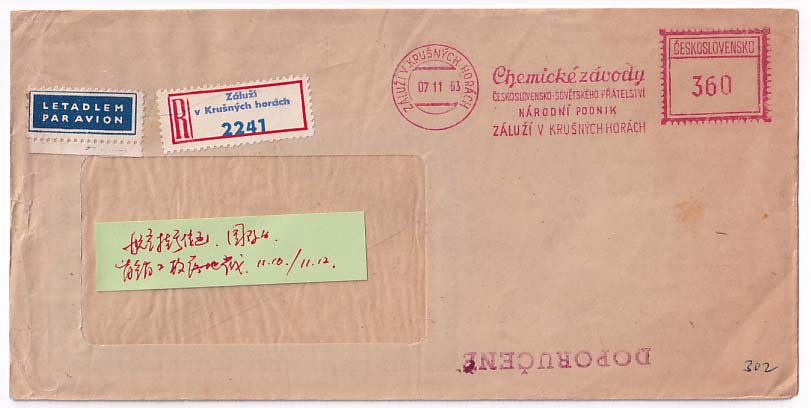 LETADLEM
PAR AVION
R
Záluží
v Krušných horách
2241
ZÁLUŽÍ V KRUŠNÝCH HORÁCH
07 11 63
Chemické závody
ČESKOSLOVENSKO-SOVĚTSKÉHO PŘÁTELSTVÍ
NÁRODNÍ PODNIK
ZÁLUŽÍ V KRUŠNÝCH HORÁCH
ČESKOSLOVENSKO
360
11.10./11.12.
DOPORUČENĚ
302